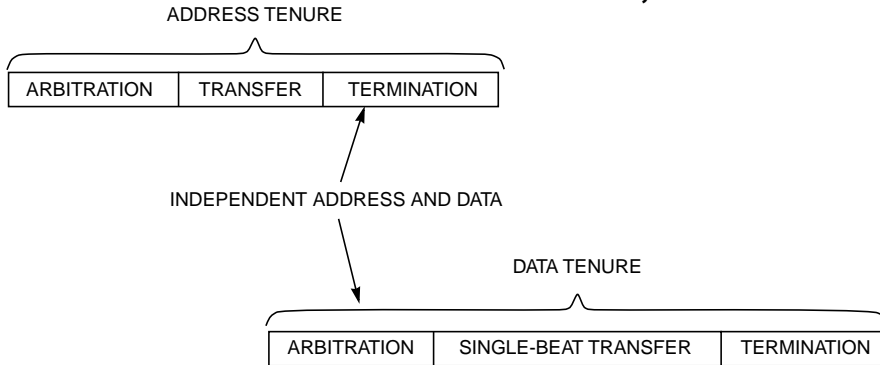 ADDRESS TENURE
ARBITRATION TRANSFER TERMINATION
INDEPENDENT ADDRESS AND DATA
DATA TENURE
ARBITRATION SINGLE-BEAT TRANSFER TERMINATION